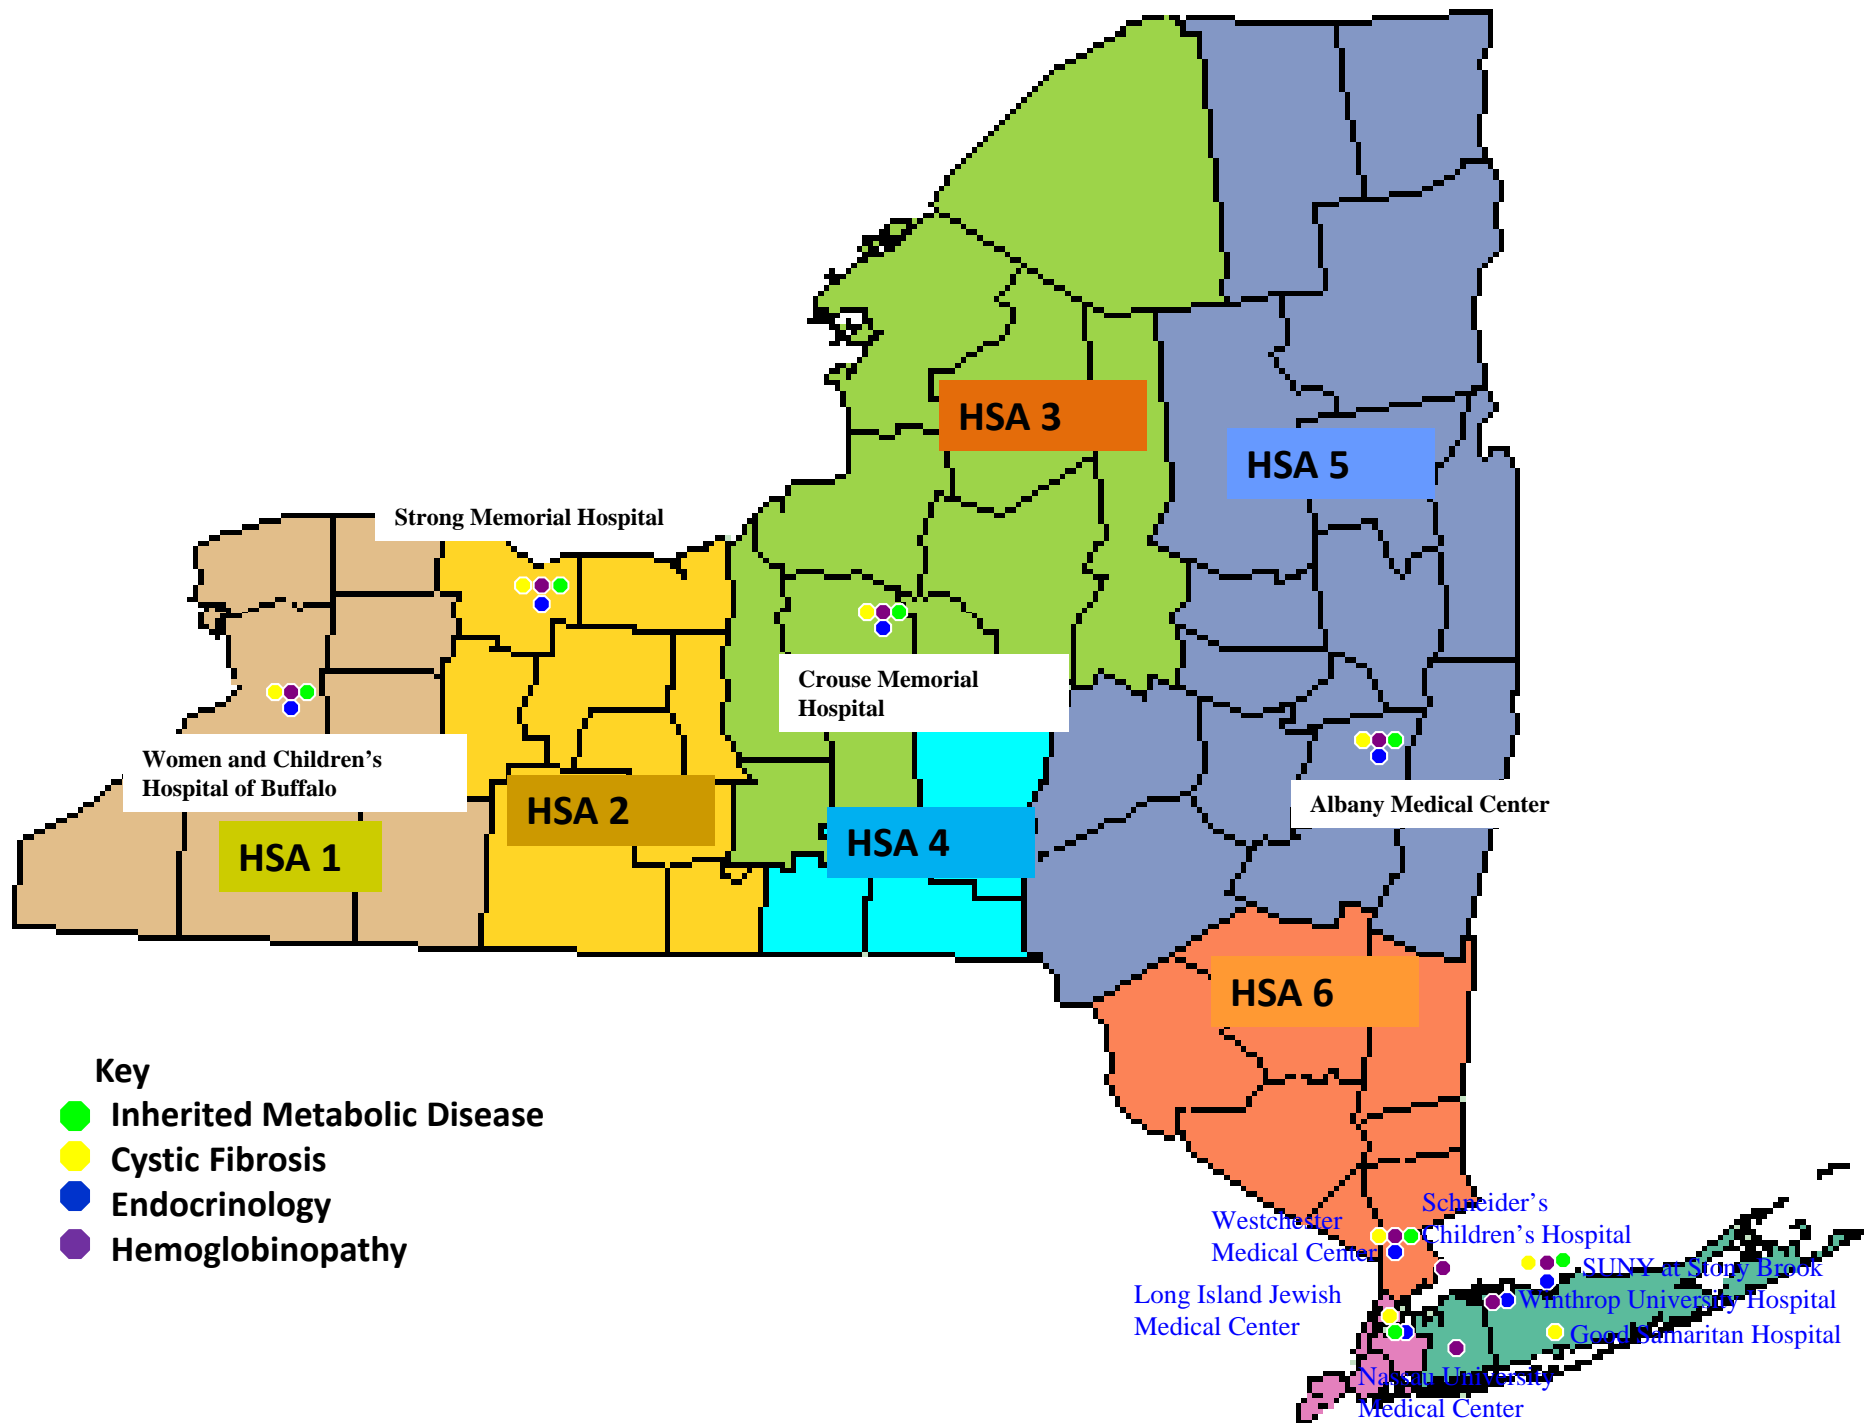 HSA 3
HSA 5
Strong Memorial Hospital
Crouse Memorial
Hospital
Women and Children’s
Hospital of Buffalo
HSA 2
Albany Medical Center
HSA 4
HSA 1
HSA 6
Key
Inherited Metabolic Disease
Cystic Fibrosis
Endocrinology
Hemoglobinopathy
Schneider’s
Children’s Hospital
Westchester
Medical Center
SUNY at Stony Brook
Long Island Jewish
Medical Center
Winthrop University Hospital
Good Samaritan Hospital
Nassau University
Medical Center